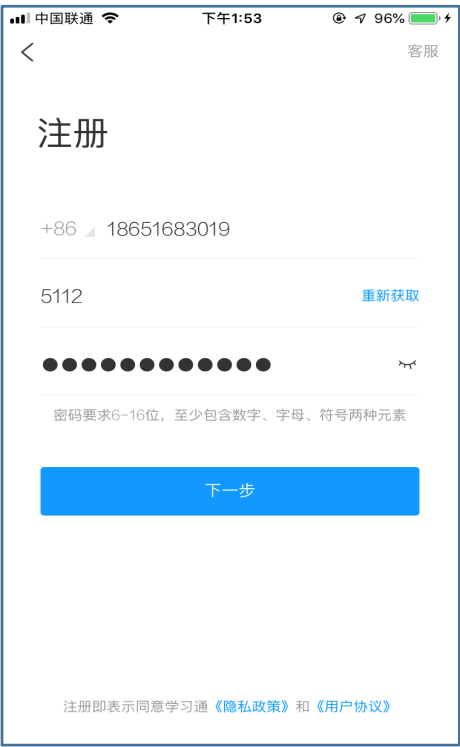 中国联通 下午1:53 96%
客服
注册
+86 18651683019
5112 重新获取
●●●●●●●●●●●●
密码要求6-16位，至少包含数字、字母、符号两种元素
下一步
注册即表示同意学习通《隐私政策》和《用户协议》